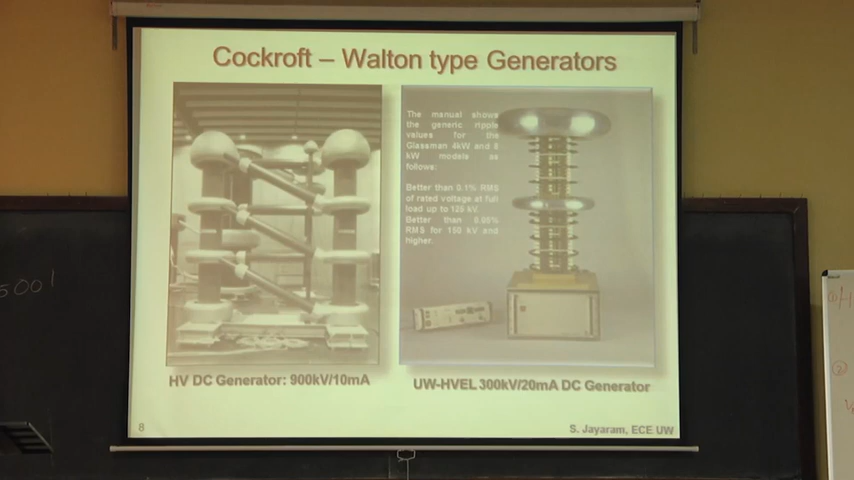 Cockroft – Walton type Generators
The manual shows
the generic ripple
values for the
Glassman 4kW and 8
kW models as
follows:
Better than 0.1% RMS
of rated voltage at full
load up to 125 kV.
Better than 0.05%
RMS for 150 kV and
higher.
HV DC Generator: 900kV/10mA
UW-HVEL 300kV/20mA DC Generator
8
S. Jayaram, ECE UW
5001